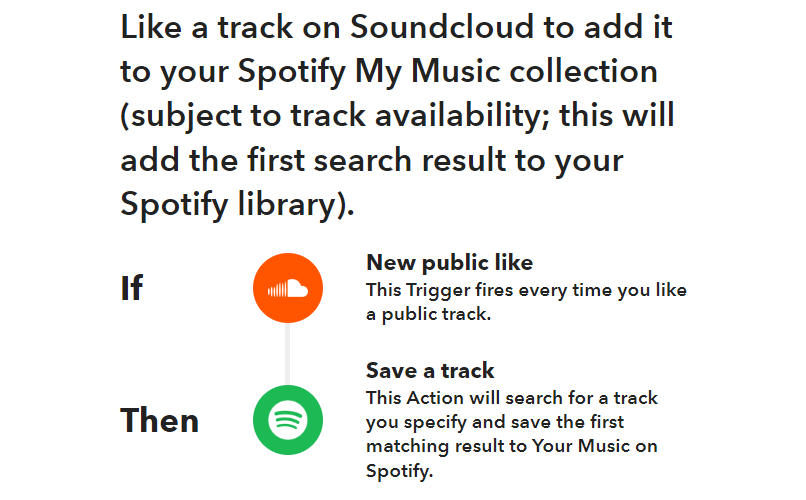 Like a track on Soundcloud to add it
to your Spotify My Music collection
(subject to track availability; this will
add the first search result to your
Spotify library).
If
New public like
This Trigger fires every time you like
a public track.
Then
Save a track
This Action will search for a track
you specify and save the first
matching result to Your Music on
Spotify.